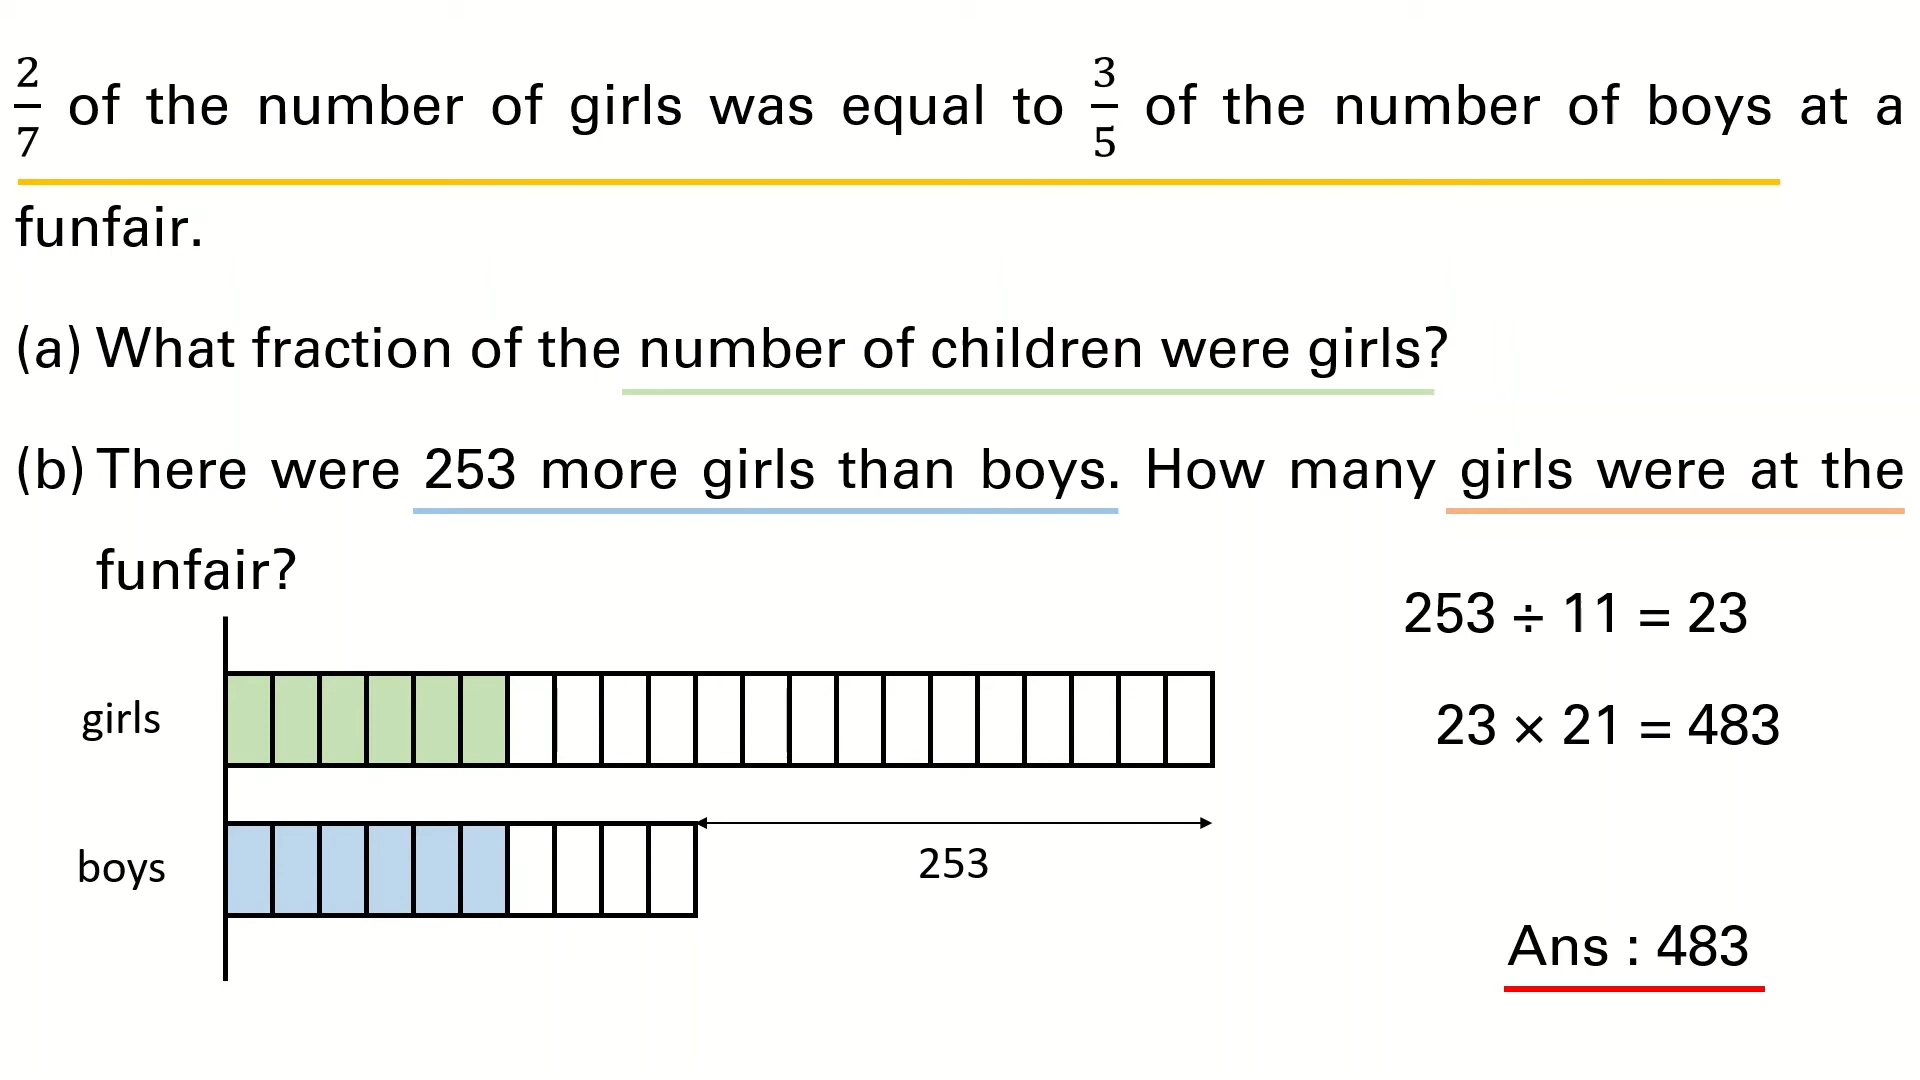 2/7 of the number of girls was equal to 3/5 of the number of boys at a
funfair.
(a) What fraction of the number of children were girls?
(b) There were 253 more girls than boys. How many girls were at the
funfair?
253 ÷ 11 = 23
23 × 21 = 483
girls
boys
253
Ans : 483